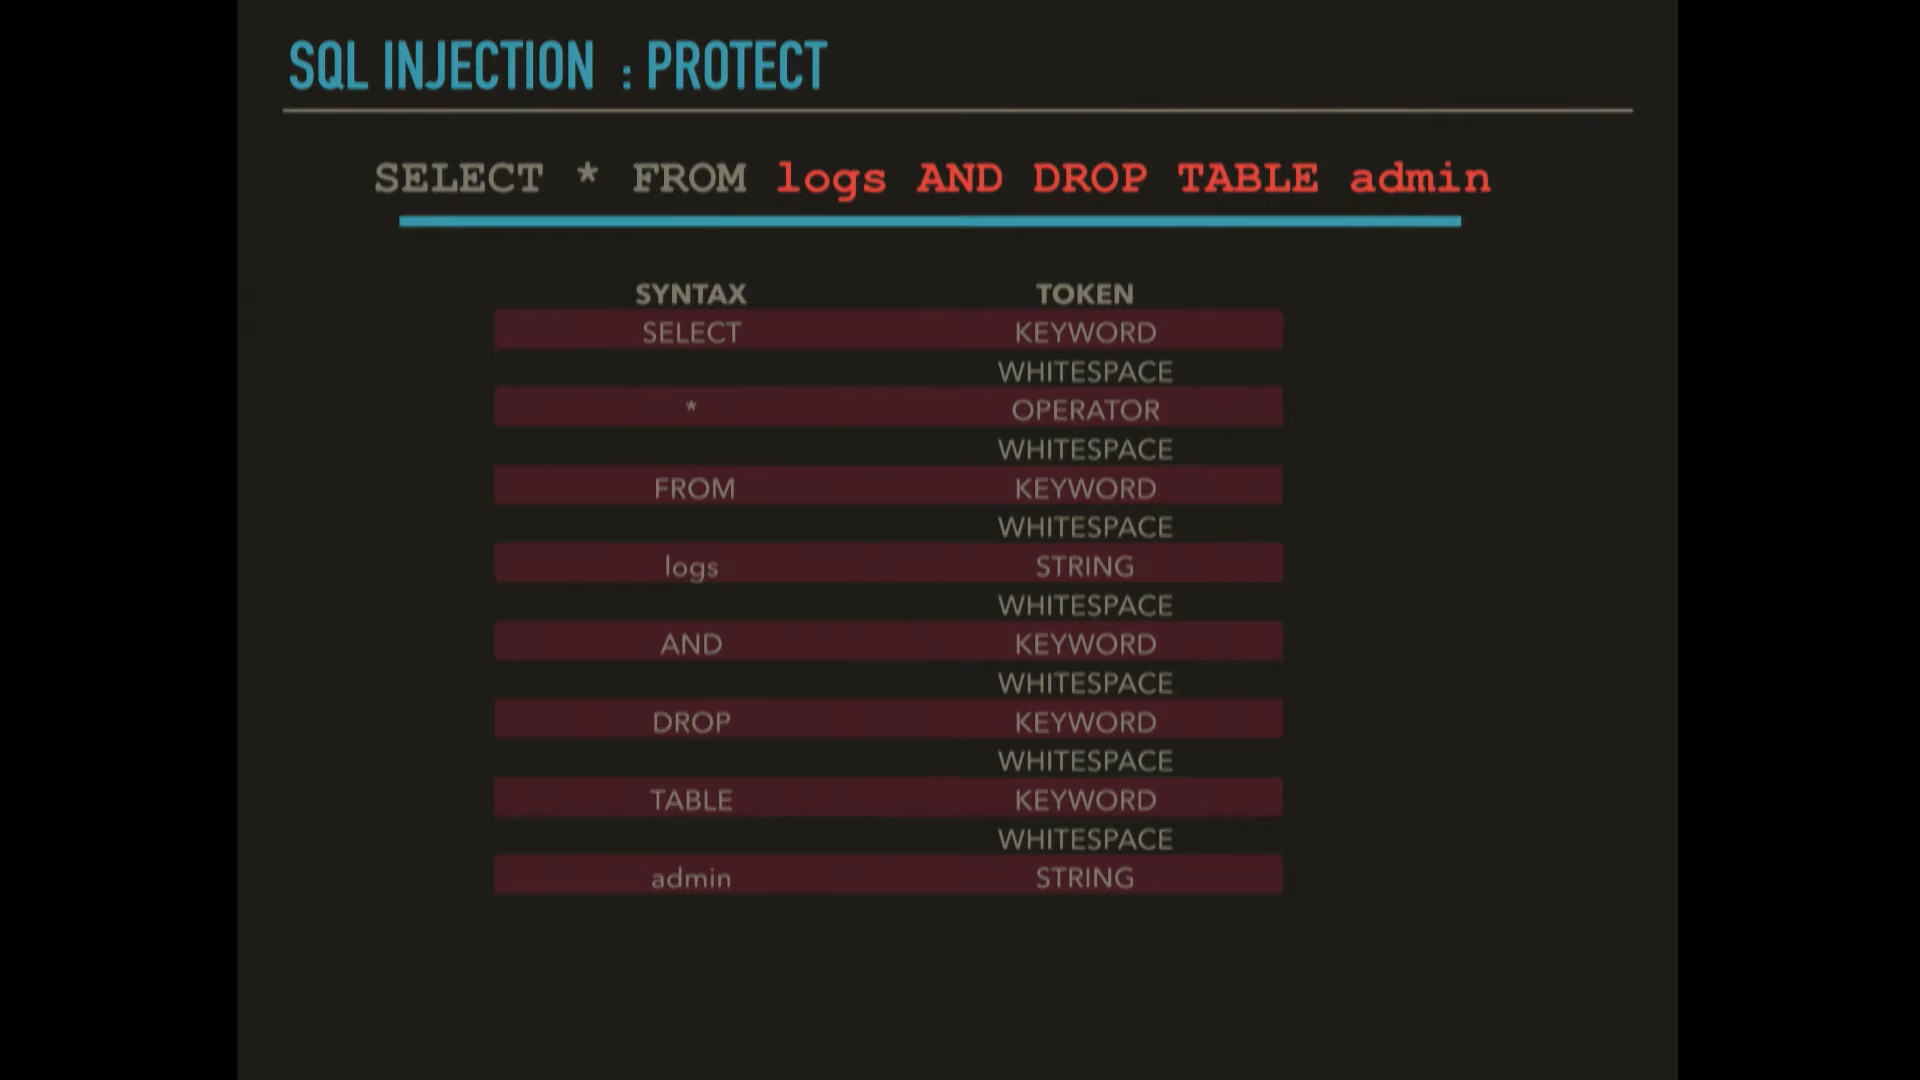 SQL INJECTION : PROTECT
SELECT * FROM logs AND DROP TABLE admin
SYNTAX TOKEN
SELECT KEYWORD
WHITESPACE
* OPERATOR
WHITESPACE
FROM KEYWORD
WHITESPACE
logs STRING
WHITESPACE
AND KEYWORD
WHITESPACE
DROP KEYWORD
WHITESPACE
TABLE KEYWORD
WHITESPACE
admin STRING